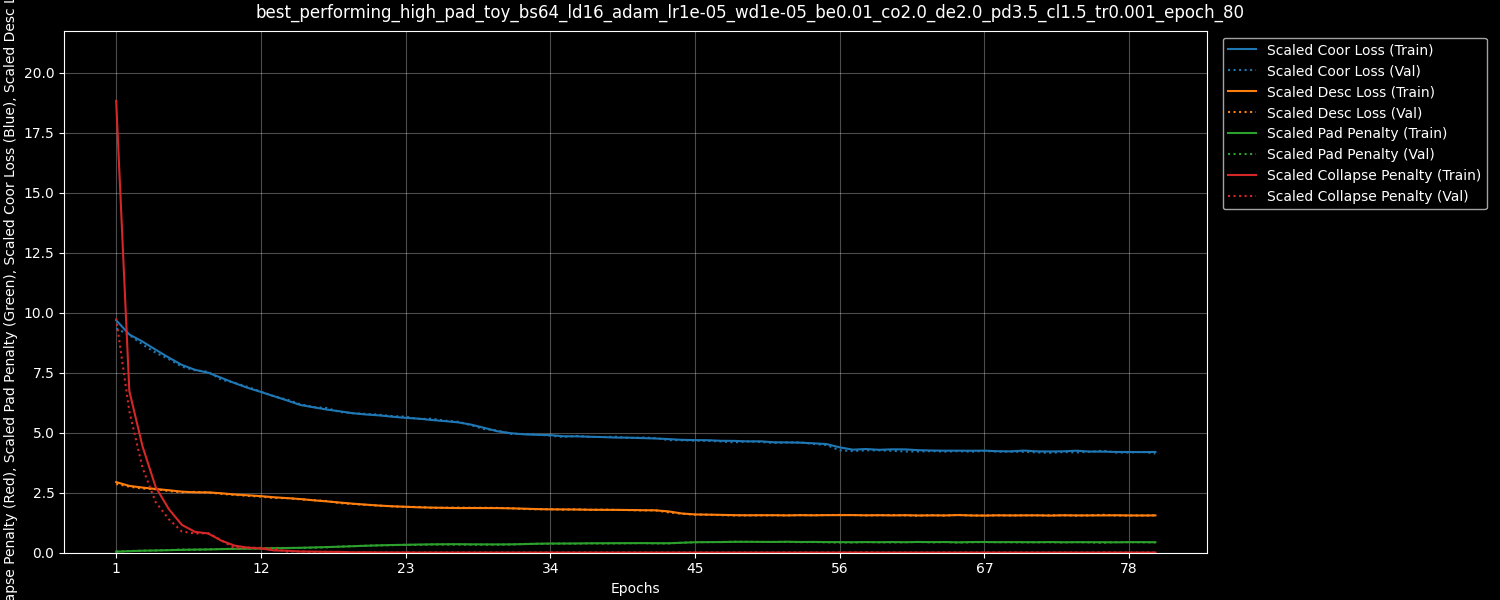 best_performing_high_pad_toy_bs64_ld16_adam_lr1e-05_wd1e-05_be0.01_co2.0_de2.0_pd3.5_cl1.5_tr0.001_epoch_80
Penalty (Red), Scaled Pad Penalty (Green), Scaled Coor Loss (Blue), Scaled Desc
20.0
17.5
15.0
12.5
10.0
7.5
5.0
2.5
0.0
1
12
23
34
45
56
67
78
Epochs
Scaled Coor Loss (Train)
Scaled Coor Loss (Val)
Scaled Desc Loss (Train)
Scaled Desc Loss (Val)
Scaled Pad Penalty (Train)
Scaled Pad Penalty (Val)
Scaled Collapse Penalty (Train)
Scaled Collapse Penalty (Val)